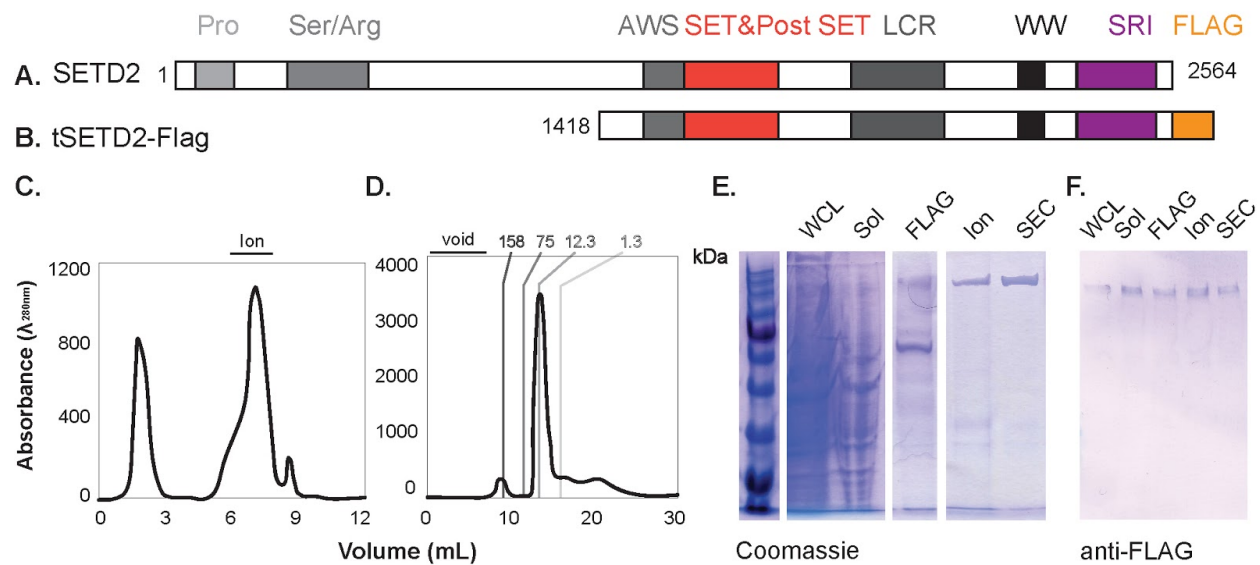 Pro Ser/Arg AWS SET&Post SET LCR WW SRI FLAG
A. SETD2 1 2564
B. tSETD2-Flag 1418
C. D. E. F.
Ion
void 158 75 12.3 1.3
WCL Sol FLAG Ion SEC
WCL Sol FLAG Ion SEC
kDa
Absorbance (λ280nm)
1200
800
400
0
0 3 6 9 12
4000
3000
2000
1000
0
0 10 20 30
Volume (mL)
Coomassie
anti-FLAG